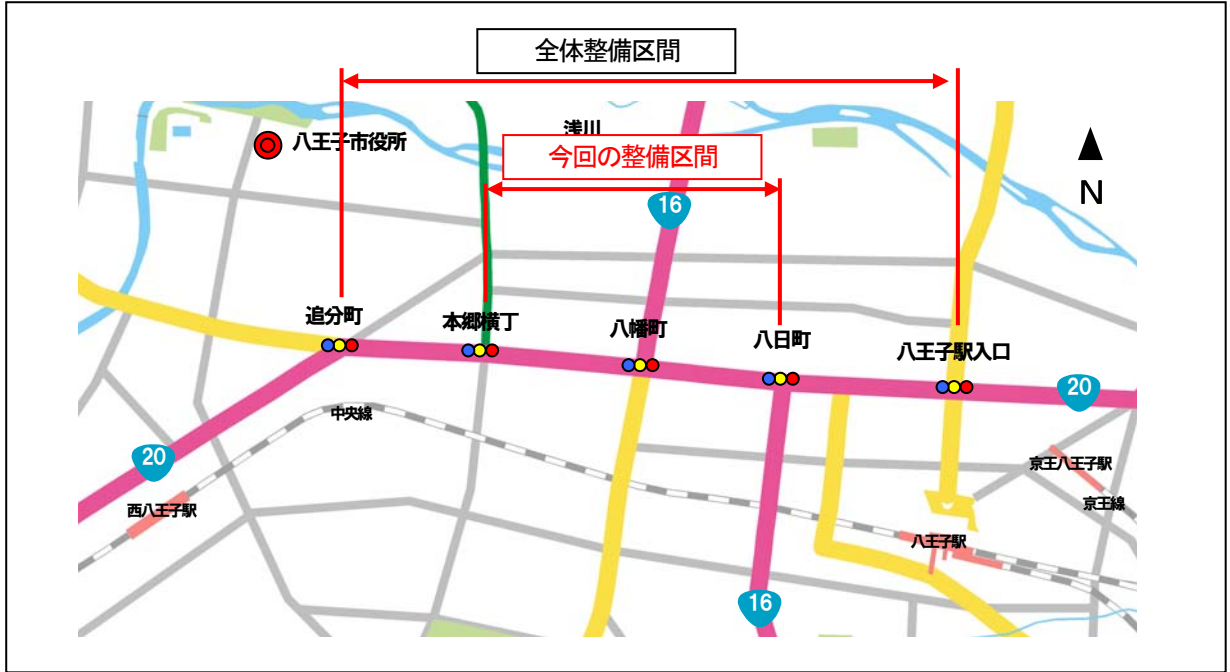 全体整備区間
浅川
八王子市役所
今回の整備区間
N
16
追分町
本郷横丁
八幡町
八日町
八王子駅入口
20
中央線
20
西八王子駅
京王八王子駅
京王線
八王子駅
16